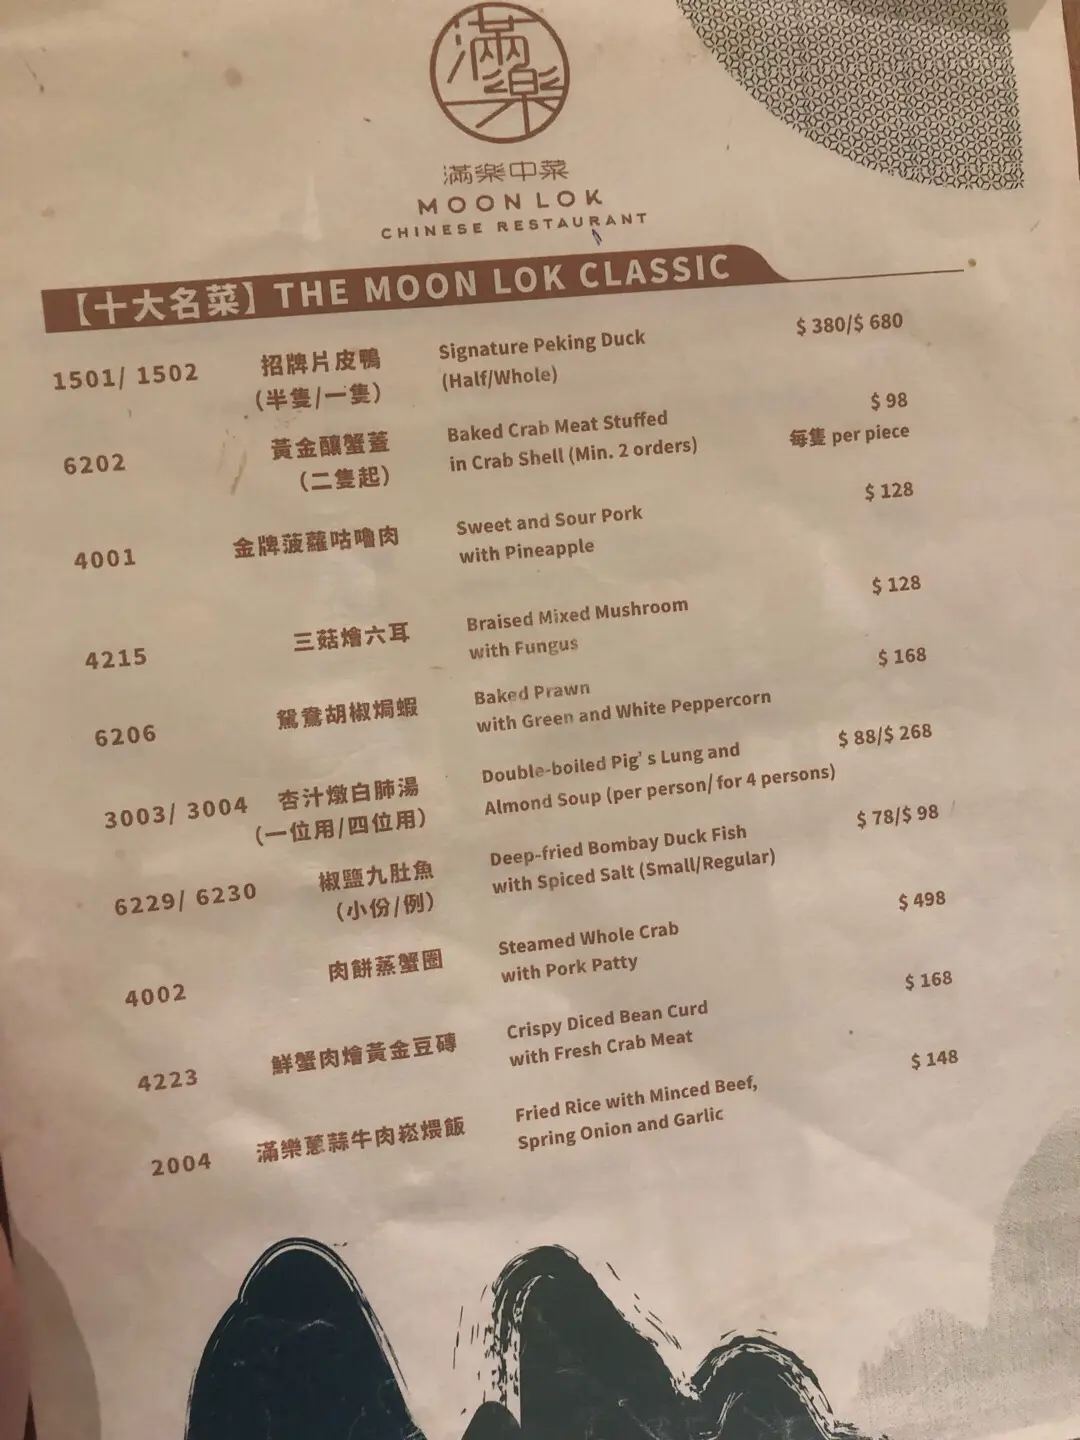 滿樂
滿樂中菜
MOON LOK
CHINESE RESTAURANT
【十大名菜】THE MOON LOK CLASSIC
1501/ 1502 招牌片皮鴨 Signature Peking Duck $ 380/$ 680
(半隻/一隻) (Half/Whole)
6202 黃金釀蟹蓋 Baked Crab Meat Stuffed $ 98
(二隻起) in Crab Shell (Min. 2 orders) 每隻 per piece
4001 金牌菠蘿咕嚕肉 Sweet and Sour Pork $ 128
with Pineapple
4215 三菇燴六耳 Braised Mixed Mushroom $ 128
with Fungus
6206 鴛鴦胡椒焗蝦 Baked Prawn $ 168
with Green and White Peppercorn
3003/ 3004 杏汁燉白肺湯 Double-boiled Pig’s Lung and $ 88/$ 268
(一位用/四位用) Almond Soup (per person/ for 4 persons)
6229/ 6230 椒鹽九肚魚 Deep-fried Bombay Duck Fish $ 78/$ 98
(小份/例) with Spiced Salt (Small/Regular)
4002 肉餅蒸蟹圈 Steamed Whole Crab $ 498
with Pork Patty
4223 鮮蟹肉燴黃金豆磚 Crispy Diced Bean Curd $ 168
with Fresh Crab Meat
2004 滿樂蔥蒜牛肉崧煨飯 Fried Rice with Minced Beef, $ 148
Spring Onion and Garlic